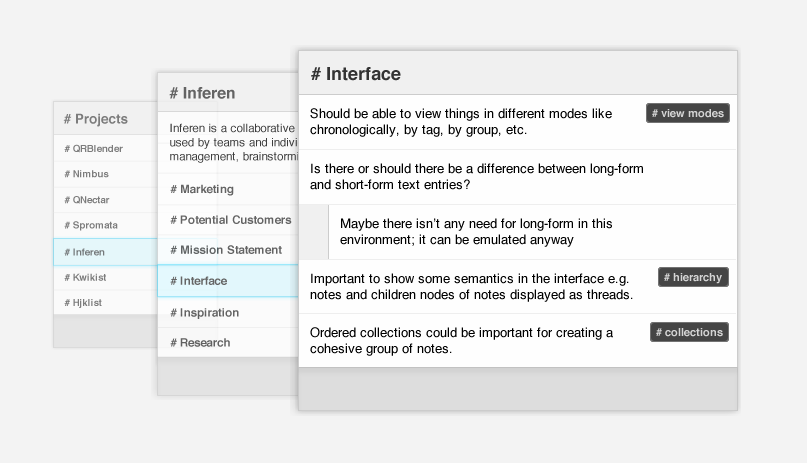 # Projects
# QRBlender
# Nimbus
# QNectar
# Spromata
# Inferen
# Kwikist
# Hjklist
# Inferen
Inferen is a collaborative
used by teams and indivi
management, brainstormi
# Marketing
# Potential Customers
# Mission Statement
# Interface
# Inspiration
# Research
# Interface
Should be able to view things in different modes like
chronologically, by tag, by group, etc.
# view modes
Is there or should there be a difference between long-form
and short-form text entries?
Maybe there isn't any need for long-form in this
environment; it can be emulated anyway
Important to show some semantics in the interface e.g.
notes and children nodes of notes displayed as threads.
# hierarchy
Ordered collections could be important for creating a
cohesive group of notes.
# collections